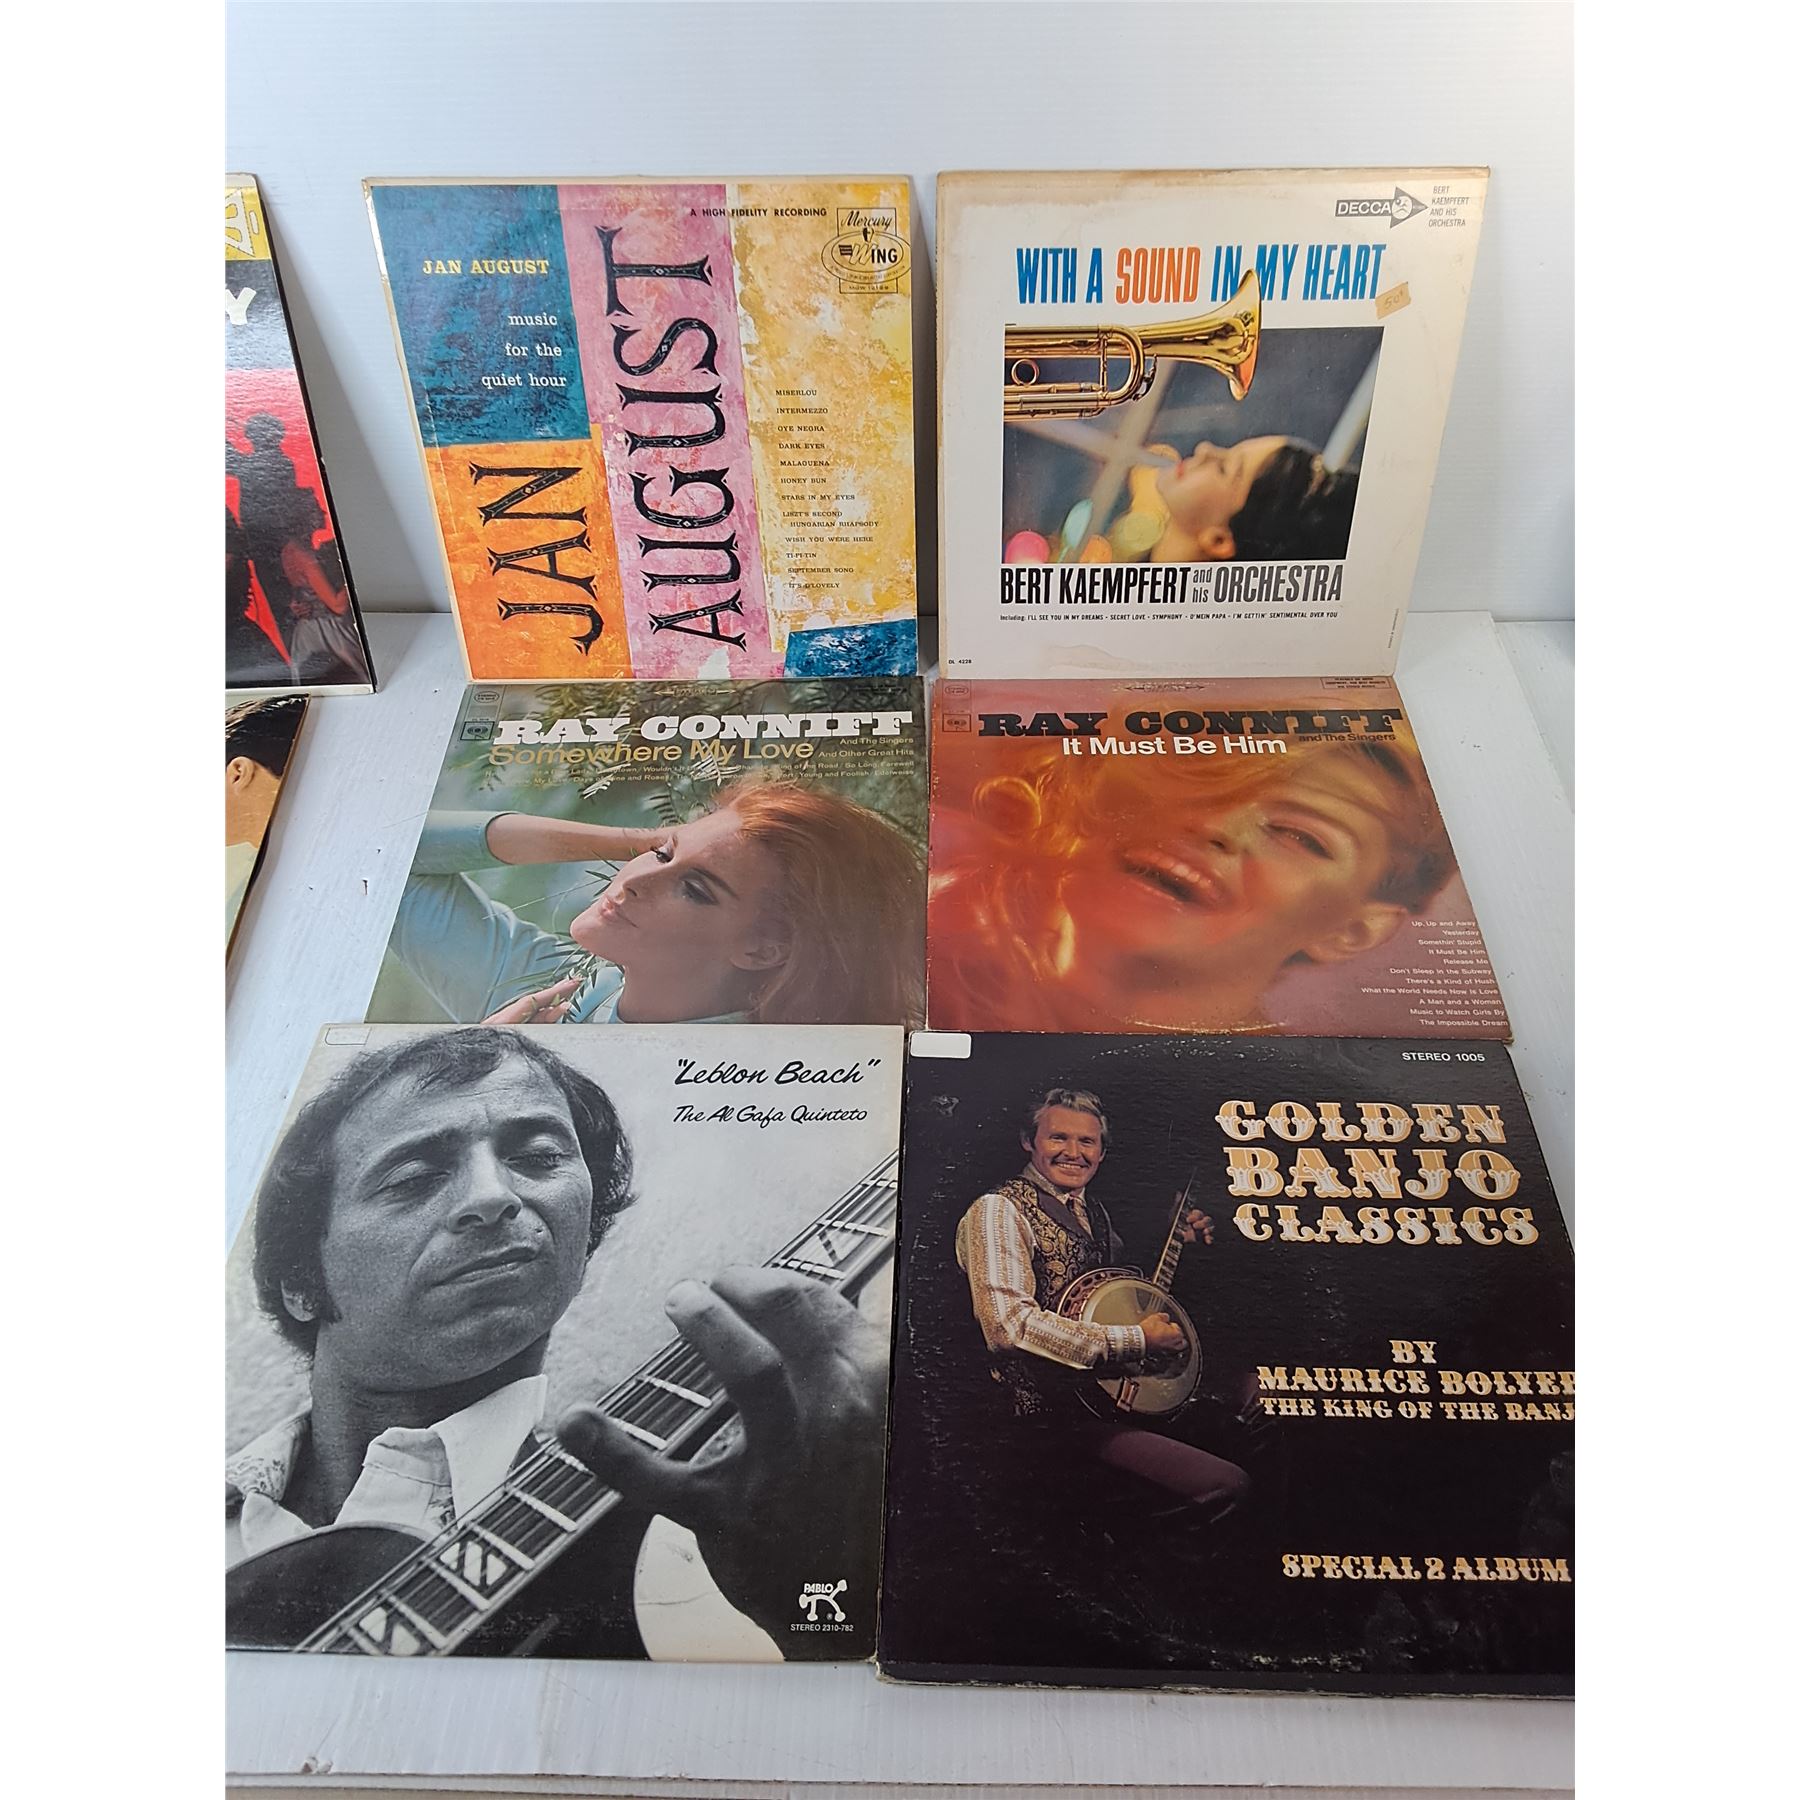 Y
A HIGH FIDELITY RECORDING
Mercury
WING
MGW 12129
JAN AUGUST
music
for the
quiet hour
JAN
AUGUST
MISERLOU
INTERMEZZO
OYE NEGRA
DARK EYES
MALAGUENA
HONEY BUN
STARS IN MY EYES
LISZT'S SECOND
HUNGARIAN RHAPSODY
WISH YOU WERE HERE
TI-PI-TIN
SEPTEMBER SONG
IT'S D'LOVELY
DECCA
BERT
KAEMPFERT
AND HIS
ORCHESTRA
WITH A SOUND IN MY HEART
50¢
BERT KAEMPFERT and his ORCHESTRA
Including: I'LL SEE YOU IN MY DREAMS • SECRET LOVE • SYMPHONY • O' MEIN PAPA • I'M GETTIN' SENTIMENTAL OVER YOU
DL 4228
RAY CONNIFF
And The Singers
Somewhere My Love And Other Great Hits
RAY CONNIFF
and The Singers
It Must Be Him
Up, Up and Away
Yesterday
Somethin' Stupid
It Must Be Him
Release Me
Don't Sleep in the Subway
There's a Kind of Hush
What the World Needs Now Is Love
A Man and a Woman
Music to Watch Girls By
The Impossible Dream
"Leblon Beach"
The Al Gafa Quinteto
PABLO
STEREO 2310-782
STEREO 1005
GOLDEN
BANJO
CLASSICS
BY
MAURICE BOLYER
THE KING OF THE BANJ
SPECIAL 2 ALBUM